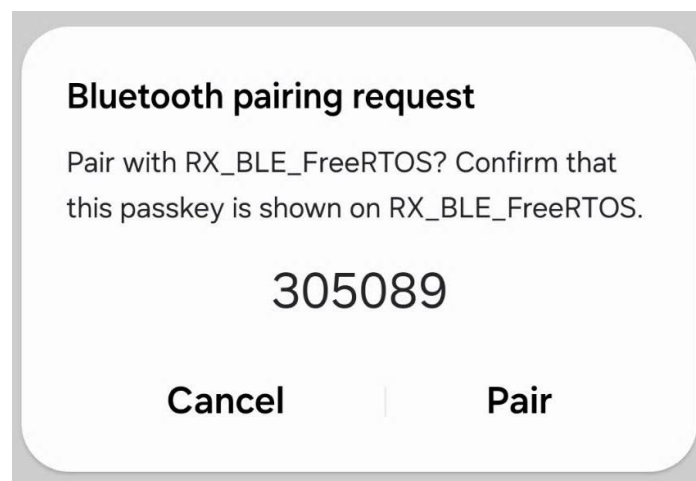 Bluetooth pairing request
Pair with RX_BLE_FreeRTOS? Confirm that
this passkey is shown on RX_BLE_FreeRTOS.
305089
Cancel
Pair